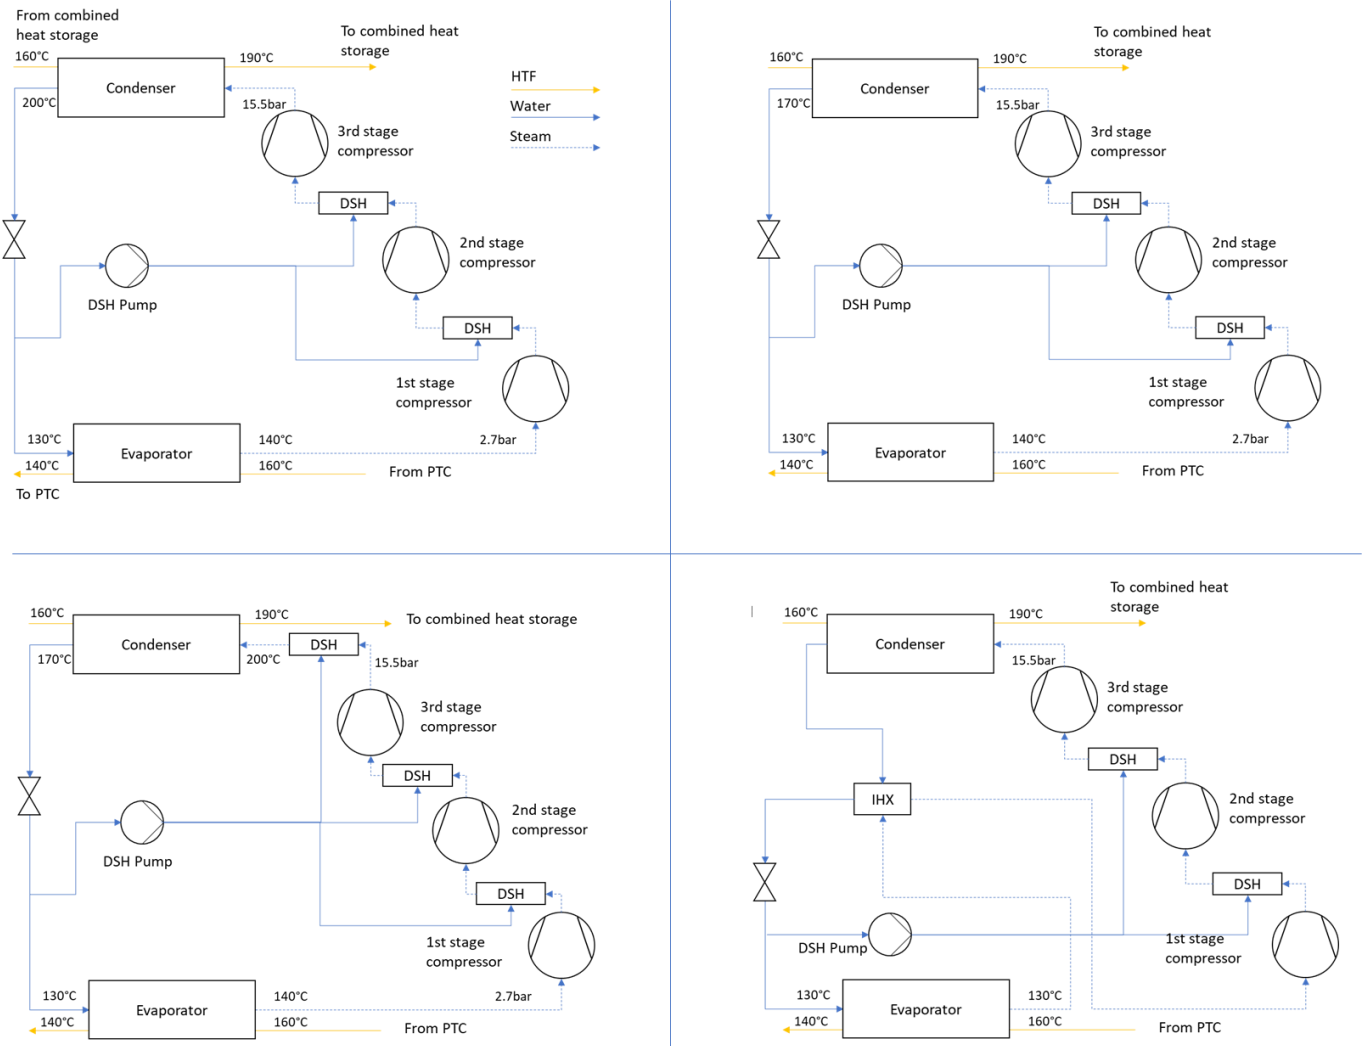 From combined
heat storage
160°C
190°C
To combined heat
storage
Condenser
200°C
15.5bar
3rd stage
compressor
HTF
Water
Steam
DSH
2nd stage
compressor
DSH Pump
DSH
1st stage
compressor
130°C
Evaporator
140°C
2.7bar
140°C
160°C
From PTC
To PTC
160°C
190°C
To combined heat
storage
Condenser
170°C
15.5bar
3rd stage
compressor
DSH
2nd stage
compressor
DSH Pump
DSH
1st stage
compressor
130°C
Evaporator
140°C
2.7bar
140°C
160°C
From PTC
160°C
190°C
To combined heat storage
Condenser
DSH
170°C
200°C
15.5bar
3rd stage
compressor
DSH
2nd stage
compressor
DSH Pump
DSH
1st stage
compressor
130°C
Evaporator
140°C
2.7bar
140°C
160°C
From PTC
160°C
190°C
To combined heat
storage
Condenser
15.5bar
3rd stage
compressor
DSH
IHX
2nd stage
compressor
DSH
DSH Pump
1st stage
compressor
130°C
Evaporator
130°C
140°C
160°C
From PTC